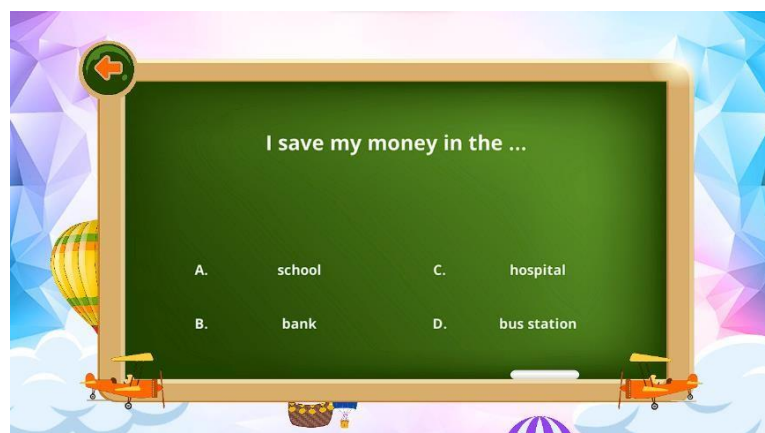 I save my money in the ...
A. school C. hospital
B. bank D. bus station